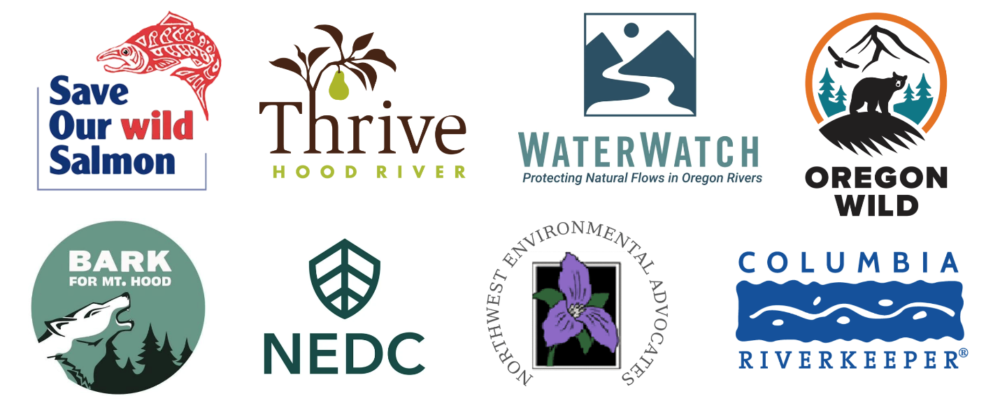 Save
Our wild
Salmon
Thrive
HOOD RIVER
WATERWATCH
Protecting Natural Flows in Oregon Rivers
OREGON
WILD
BARK
FOR MT. HOOD
NEDC
NORTHWEST ENVIRONMENTAL ADVOCATES
COLUMBIA
RIVERKEEPER®